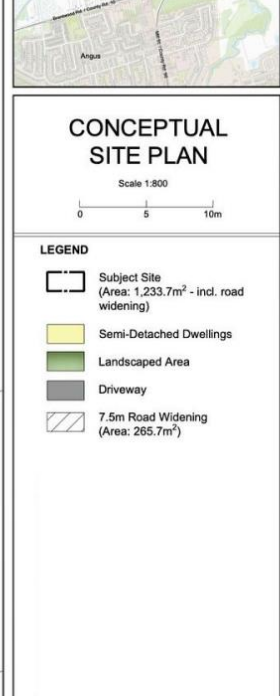 Angus
CONCEPTUAL
SITE PLAN
Scale 1:800
0 5 10m
LEGEND
Subject Site
(Area: 1,233.7m² - incl. road
widening)
Semi-Detached Dwellings
Landscaped Area
Driveway
7.5m Road Widening
(Area: 265.7m²)